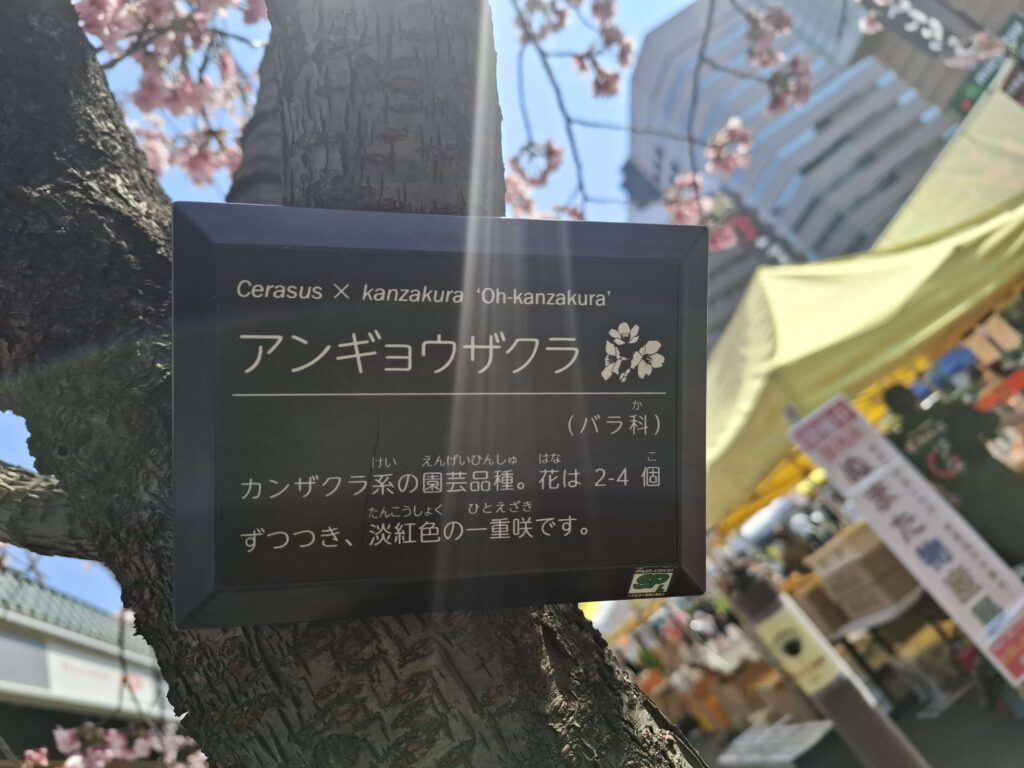 Cerasus × kanzakura ‘Oh-kanzakura’
アンギョウザクラ
(バラ科)
か
カンザクラ系の園芸品種。花は 2-4 個
けい えんげいひんしゅ はな こ
ずつつき、淡紅色の一重咲です。
たんこうしょく ひとえざき